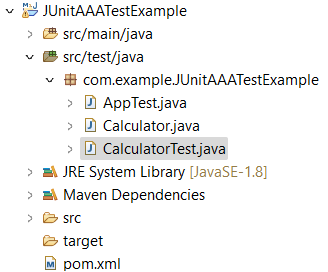 JUnitAAATestExample
src/main/java
src/test/java
com.example.JUnitAAATestExample
AppTest.java
Calculator.java
CalculatorTest.java
JRE System Library [JavaSE-1.8]
Maven Dependencies
src
target
pom.xml